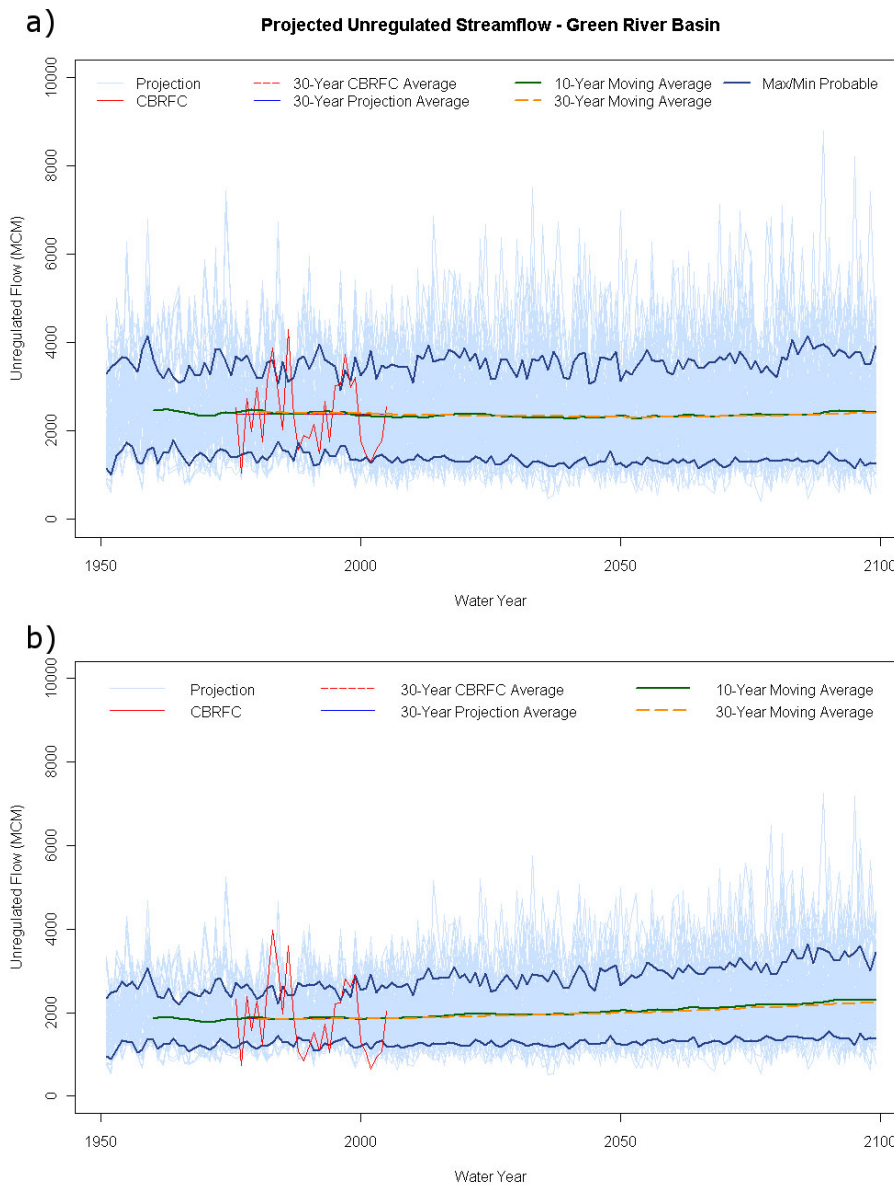 a)
Projected Unregulated Streamflow - Green River Basin
10000
8000
6000
4000
2000
0
Unregulated Flow (MCM)
Projection
CBRFC
30-Year CBRFC Average
30-Year Projection Average
10-Year Moving Average
30-Year Moving Average
Max/Min Probable
1950
2000
2050
2100
Water Year
b)
10000
8000
6000
4000
2000
0
Unregulated Flow (MCM)
Projection
CBRFC
30-Year CBRFC Average
30-Year Projection Average
10-Year Moving Average
30-Year Moving Average
1950
2000
2050
2100
Water Year